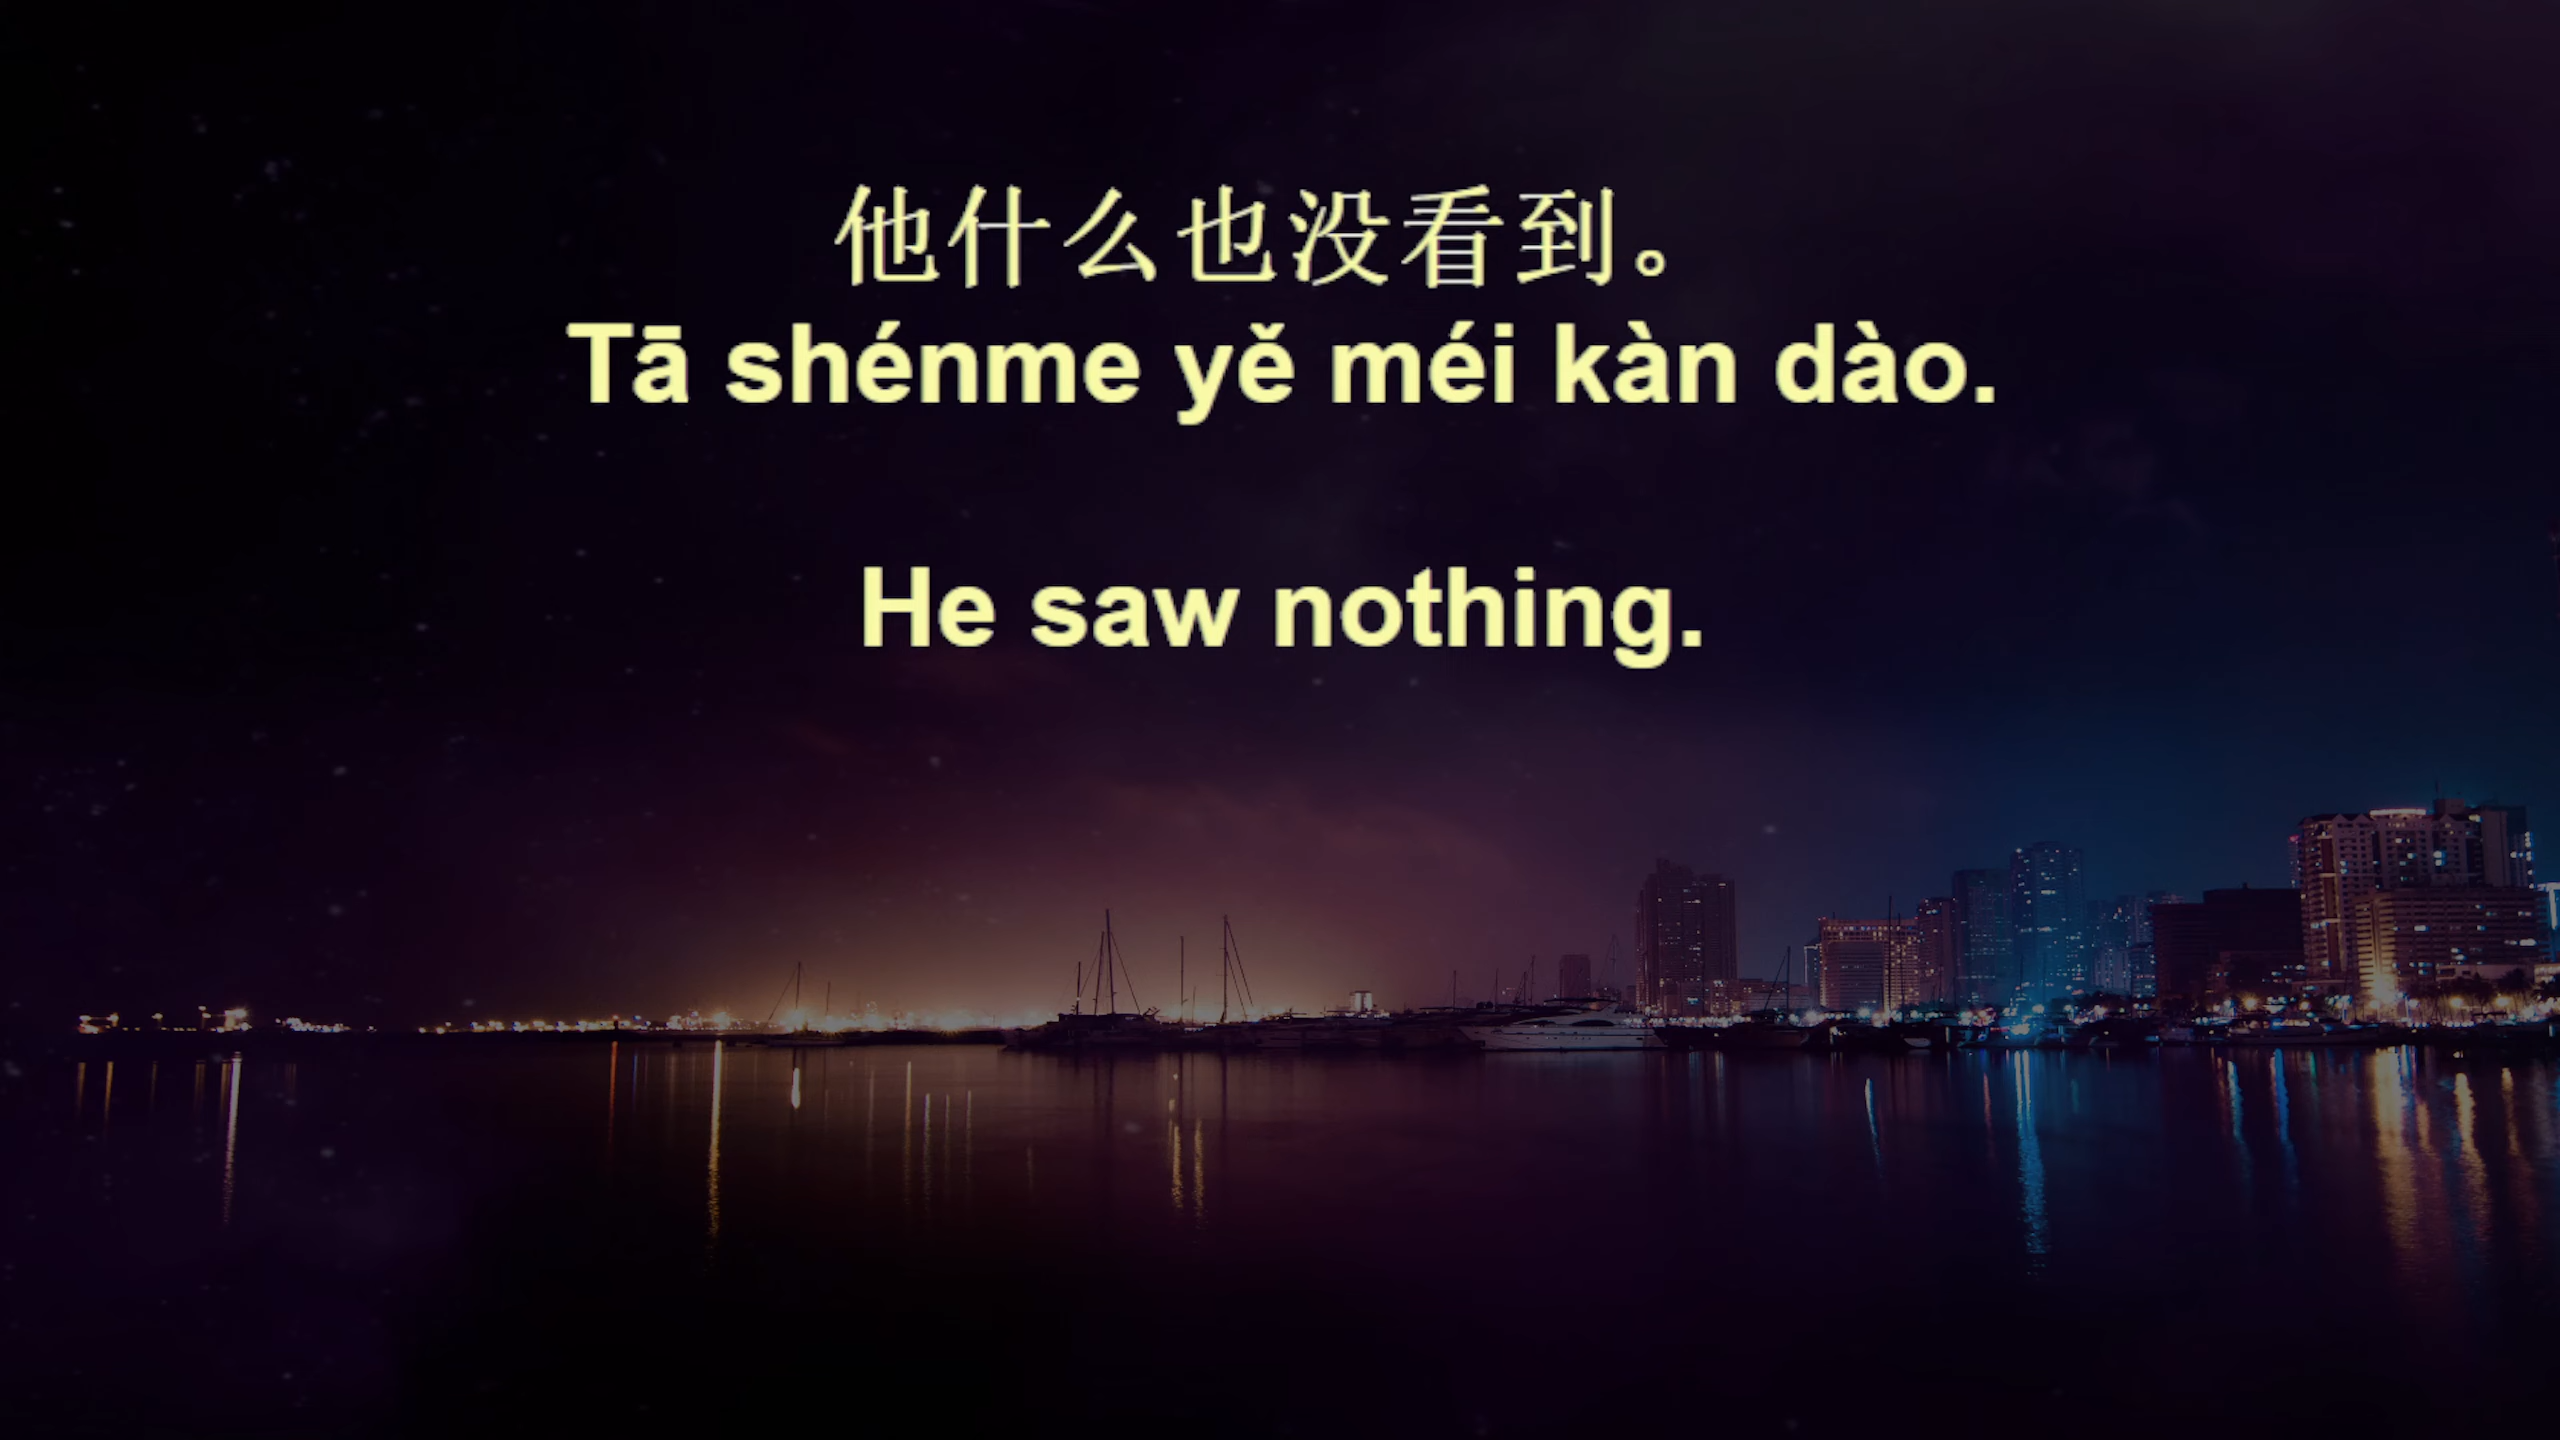 他什么也没看到。
Tā shénme yě méi kàn dào.
He saw nothing.